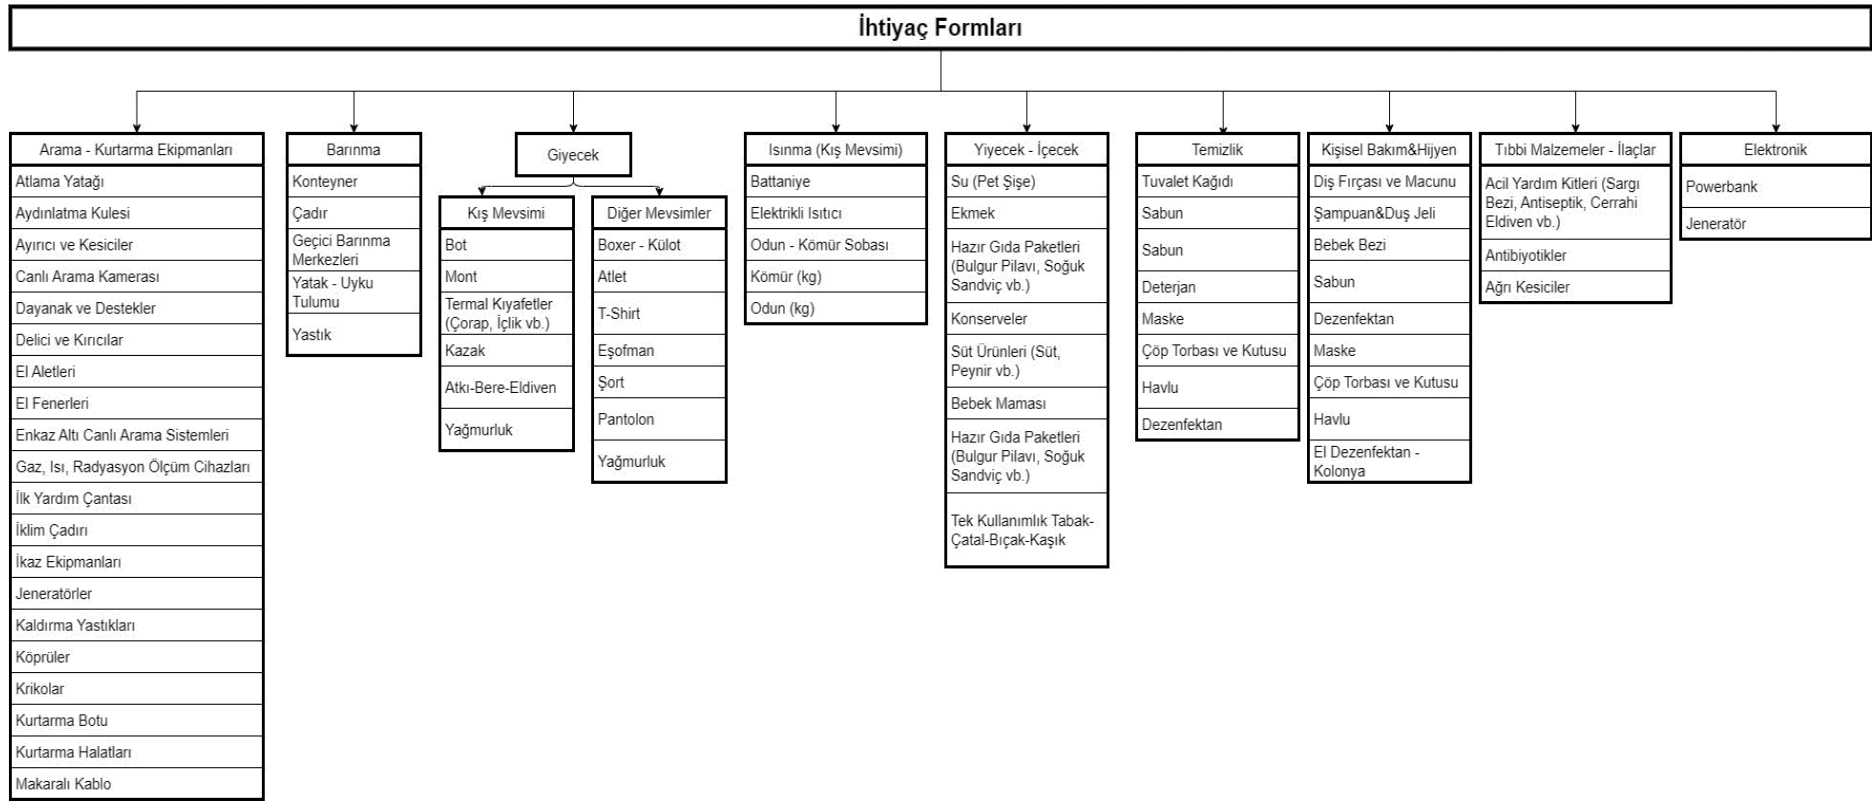 İhtiyaç Formları
Arama - Kurtarma Ekipmanları
Atlama Yatağı
Aydınlatma Kulesi
Ayırıcı ve Kesiciler
Canlı Arama Kamerası
Dayanak ve Destekler
Delici ve Kırıcılar
El Aletleri
El Fenerleri
Enkaz Altı Canlı Arama Sistemleri
Gaz, Isı, Radyasyon Ölçüm Cihazları
İlk Yardım Çantası
İklim Çadırı
İkaz Ekipmanları
Jeneratörler
Kaldırma Yastıkları
Köprüler
Krikolar
Kurtarma Botu
Kurtarma Halatları
Makaralı Kablo
Barınma
Konteyner
Çadır
Geçici Barınma
Merkezleri
Yatak - Uyku
Tulumu
Yastık
Giyecek
Kış Mevsimi
Bot
Mont
Termal Kıyafetler
(Çorap, İçlik vb.)
Kazak
Atkı-Bere-Eldiven
Yağmurluk
Diğer Mevsimler
Boxer - Külot
Atlet
T-Shirt
Eşofman
Şort
Pantolon
Yağmurluk
Isınma (Kış Mevsimi)
Battaniye
Elektrikli Isıtıcı
Odun - Kömür Sobası
Kömür (kg)
Odun (kg)
Yiyecek - İçecek
Su (Pet Şişe)
Ekmek
Hazır Gıda Paketleri
(Bulgur Pilavı, Soğuk
Sandviç vb.)
Konserveler
Süt Ürünleri (Süt,
Peynir vb.)
Bebek Maması
Hazır Gıda Paketleri
(Bulgur Pilavı, Soğuk
Sandviç vb.)
Tek Kullanımlık Tabak-
Çatal-Bıçak-Kaşık
Temizlik
Tuvalet Kağıdı
Sabun
Sabun
Deterjan
Maske
Çöp Torbası ve Kutusu
Havlu
Dezenfektan
Kişisel Bakım&Hijyen
Diş Fırçası ve Macunu
Şampuan&Duş Jeli
Bebek Bezi
Sabun
Dezenfektan
Maske
Çöp Torbası ve Kutusu
Havlu
El Dezenfektan -
Kolonya
Tıbbi Malzemeler - İlaçlar
Acil Yardım Kitleri (Sargı
Bezi, Antiseptik, Cerrahi
Eldiven vb.)
Antibiyotikler
Ağrı Kesiciler
Elektronik
Powerbank
Jeneratör